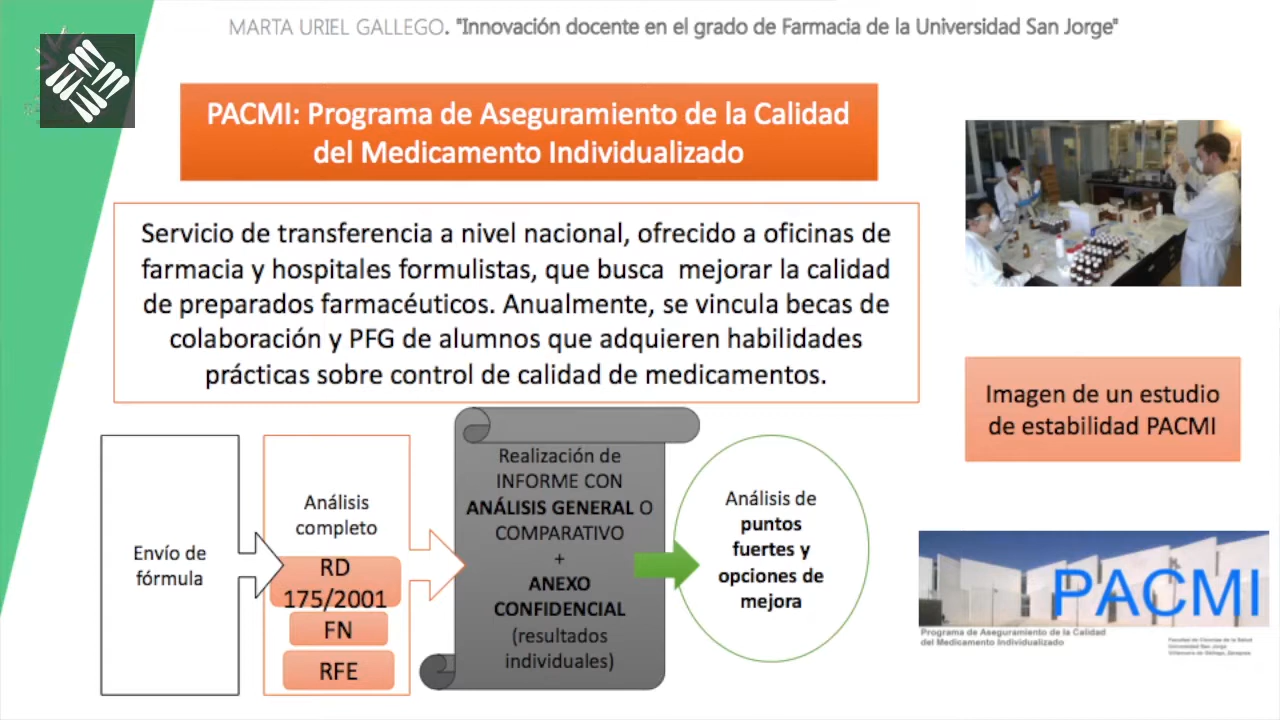 MARTA URIEL GALLEGO. "Innovación docente en el grado de Farmacia de la Universidad San Jorge"
PACMI: Programa de Aseguramiento de la Calidad
del Medicamento Individualizado
Servicio de transferencia a nivel nacional, ofrecido a oficinas de
farmacia y hospitales formulistas, que busca mejorar la calidad
de preparados farmacéuticos. Anualmente, se vincula becas de
colaboración y PFG de alumnos que adquieren habilidades
prácticas sobre control de calidad de medicamentos.
Imagen de un estudio
de estabilidad PACMI
Envío de
fórmula
Análisis
completo
RD
175/2001
FN
RFE
Realización de
INFORME CON
ANÁLISIS GENERAL O
COMPARATIVO
+
ANEXO
CONFIDENCIAL
(resultados
individuales)
Análisis de
puntos
fuertes y
opciones de
mejora
PACMI
Programa de Aseguramiento de la Calidad
del Medicamento Individualizado
Facultad de Ciencias de la Salud
Universidad San Jorge
Villanueva de Gállego, Zaragoza